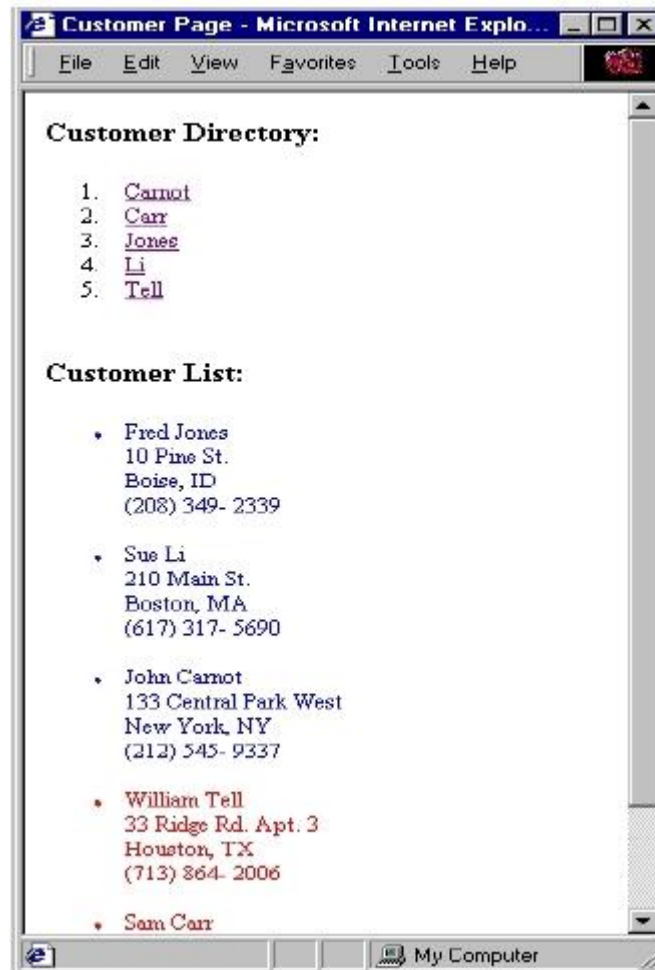 Customer Page - Microsoft Internet Explo...
File Edit View Favorites Tools Help
Customer Directory:
1. Carnot
2. Carr
3. Jones
4. Li
5. Tell
Customer List:
• Fred Jones
10 Pine St.
Boise, ID
(208) 349- 2339
• Sue Li
210 Main St.
Boston, MA
(617) 317- 5690
• John Carnot
133 Central Park West
New York, NY
(212) 545- 9337
• William Tell
33 Ridge Rd. Apt. 3
Houston, TX
(713) 864- 2006
• Sam Carr
My Computer